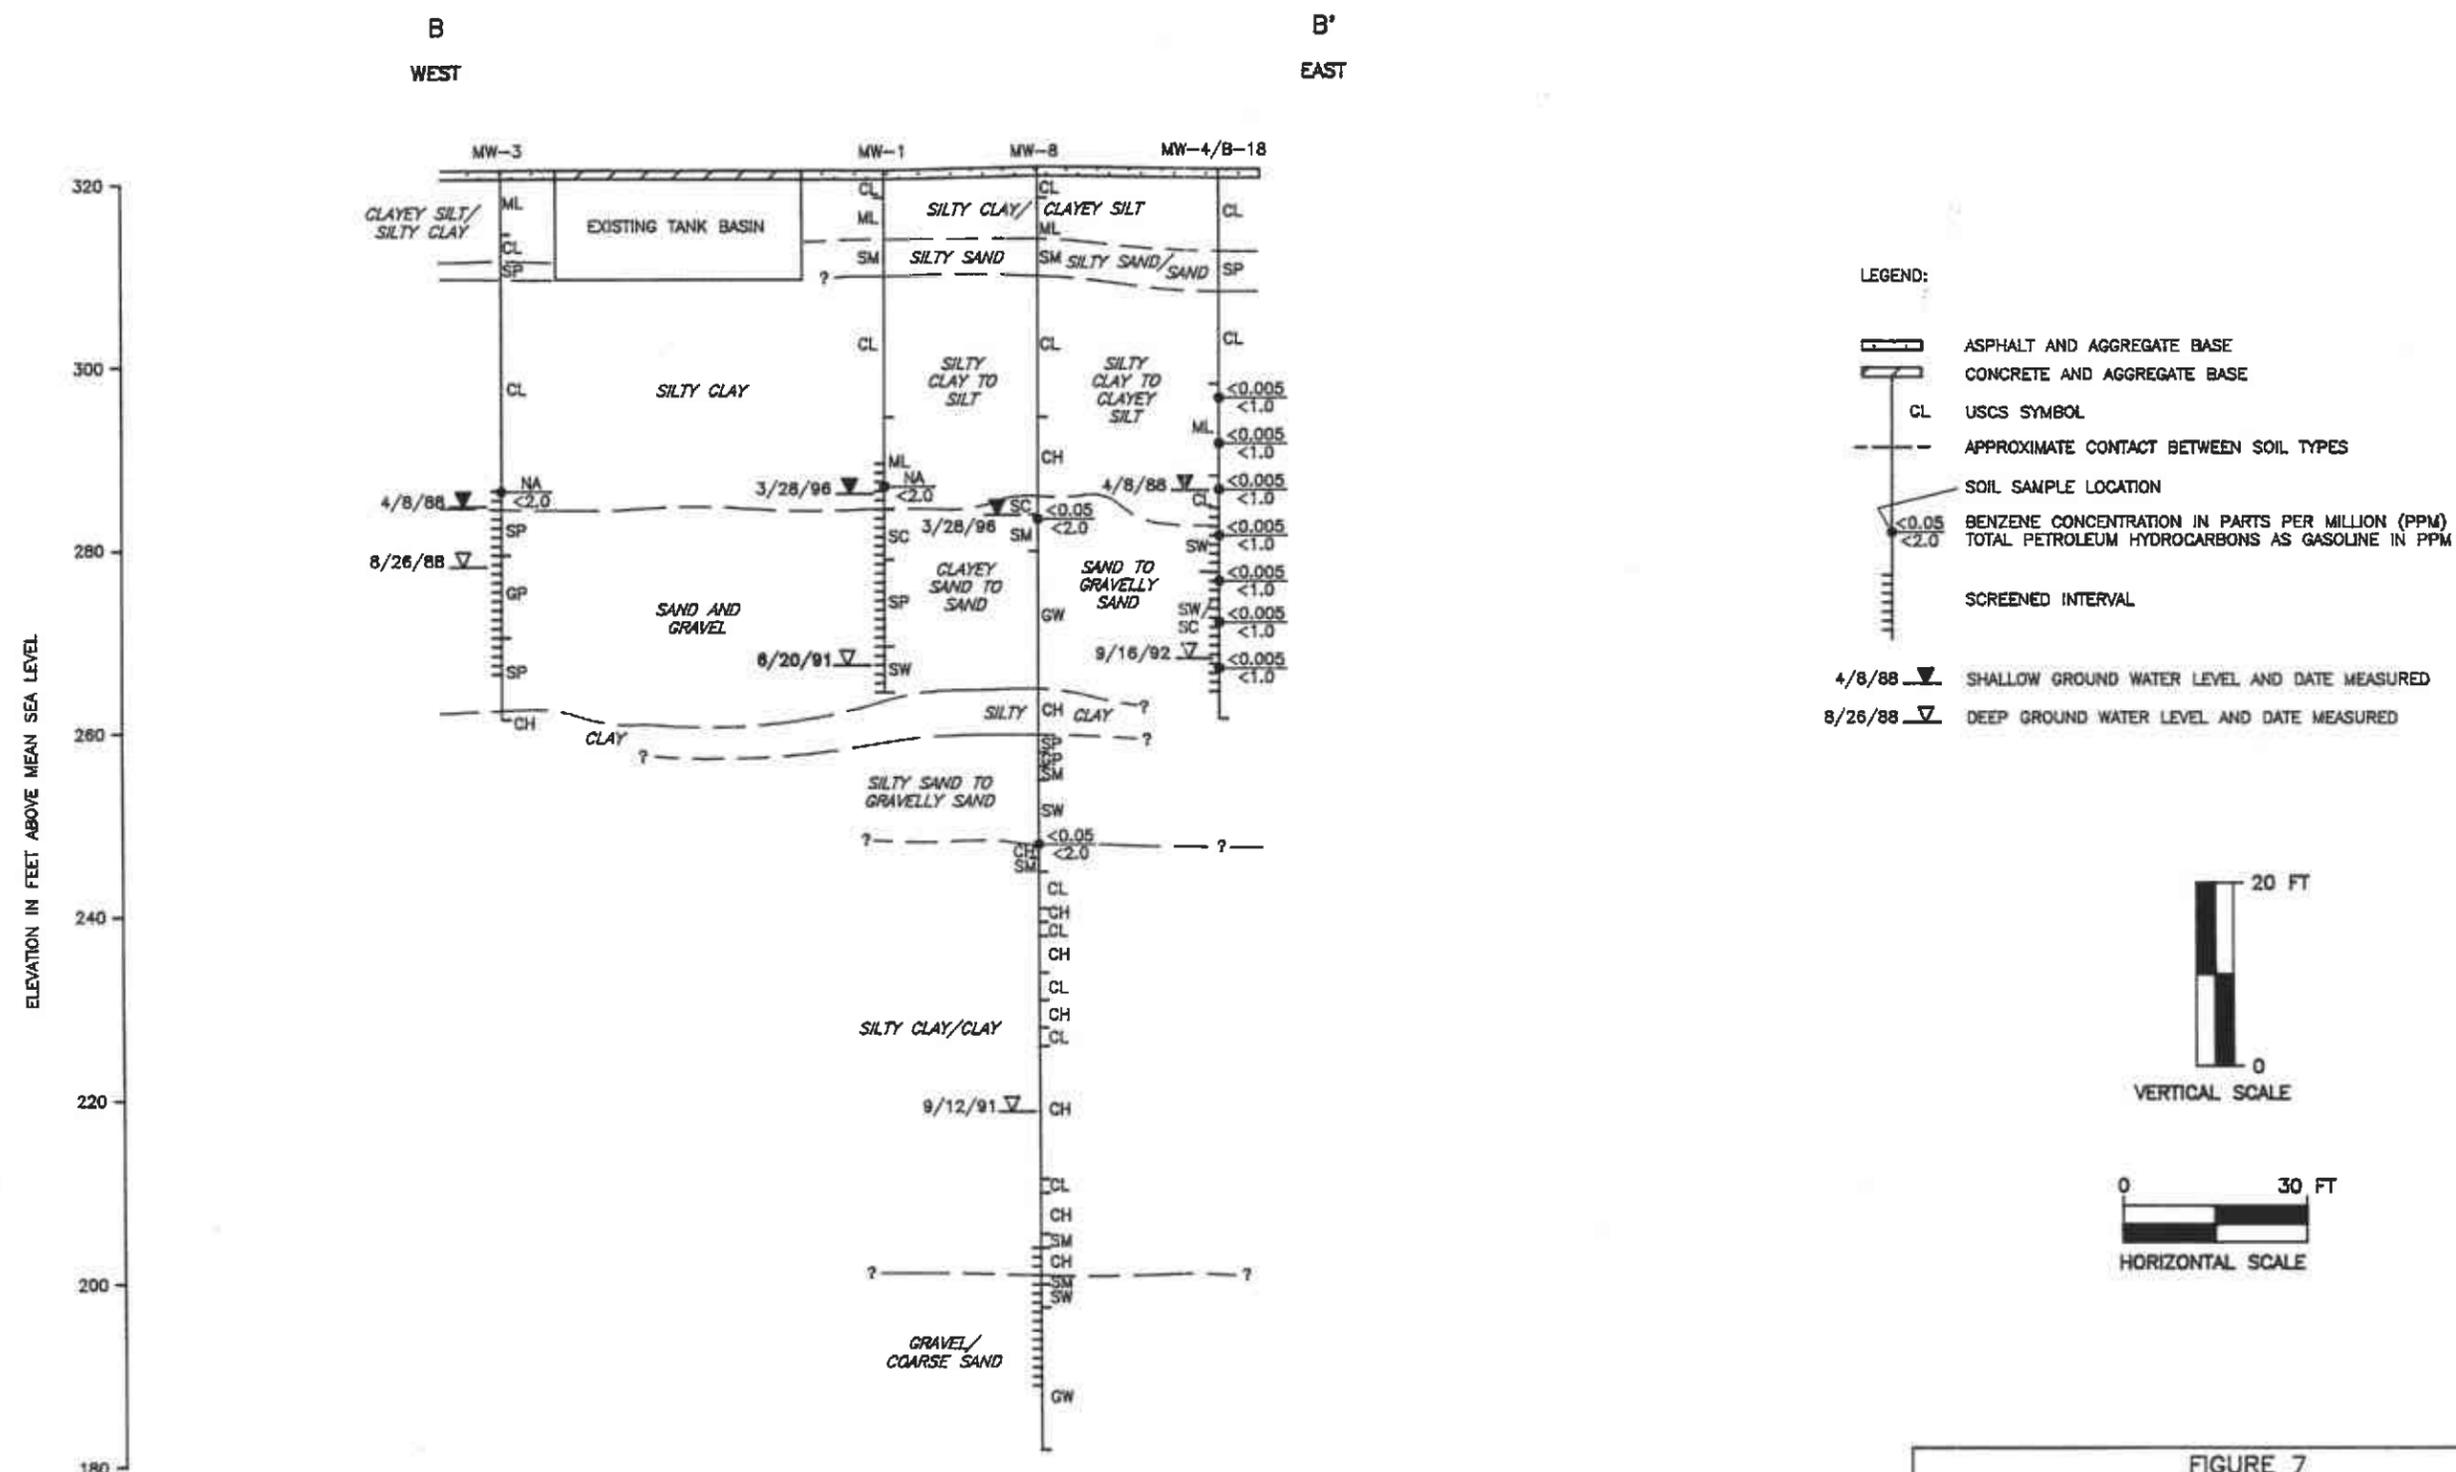 B
WEST
B'
EAST
MW-3
MW-1
MW-8
MW-4/B-18
320
300
280
260
240
220
200
180
ELEVATION IN FEET ABOVE MEAN SEA LEVEL
CLAYEY SILT/
SILTY CLAY
ML
CL
SP
EXISTING TANK BASIN
CL
ML
SM
SILTY CLAY/ CLAYEY SILT
SILTY SAND
CL
ML
SM
SILTY SAND/
SAND
CL
SP
?
CL
SILTY CLAY
CL
SILTY
CLAY TO
SILT
CL
SILTY
CLAY TO
CLAYEY
SILT
CL
<0.005
<1.0
ML
<0.005
<1.0
CH
ML
NA
<2.0
4/8/88
3/28/96
NA
<2.0
4/8/88
<0.005
<1.0
CL
SC
<0.05
<2.0
3/28/96
SM
SP
SC
<0.005
<1.0
SW
8/26/88
GP
SAND AND
GRAVEL
CLAYEY
SAND TO
SAND
SP
SAND TO
GRAVELLY
SAND
<0.005
<1.0
GW
SW/
SC
<0.005
<1.0
SP
6/20/91
SW
9/16/92
<0.005
<1.0
CH
CLAY
SILTY CH CLAY
?
?
?
SP
GP
SM
SILTY SAND TO
GRAVELLY SAND
SW
?
<0.05
<2.0
?
CH
SM
CL
CH
CL
CH
CL
CH
CL
SILTY CLAY/CLAY
9/12/91
CH
CL
CH
SM
CH
?
?
SM
SW
GRAVEL/
COARSE SAND
GW
LEGEND:
ASPHALT AND AGGREGATE BASE
CONCRETE AND AGGREGATE BASE
CL USCS SYMBOL
APPROXIMATE CONTACT BETWEEN SOIL TYPES
SOIL SAMPLE LOCATION
<0.05 BENZENE CONCENTRATION IN PARTS PER MILLION (PPM)
<2.0 TOTAL PETROLEUM HYDROCARBONS AS GASOLINE IN PPM
SCREENED INTERVAL
4/8/88 SHALLOW GROUND WATER LEVEL AND DATE MEASURED
8/26/88 DEEP GROUND WATER LEVEL AND DATE MEASURED
20 FT
0
VERTICAL SCALE
0 30 FT
HORIZONTAL SCALE
FIGURE 7